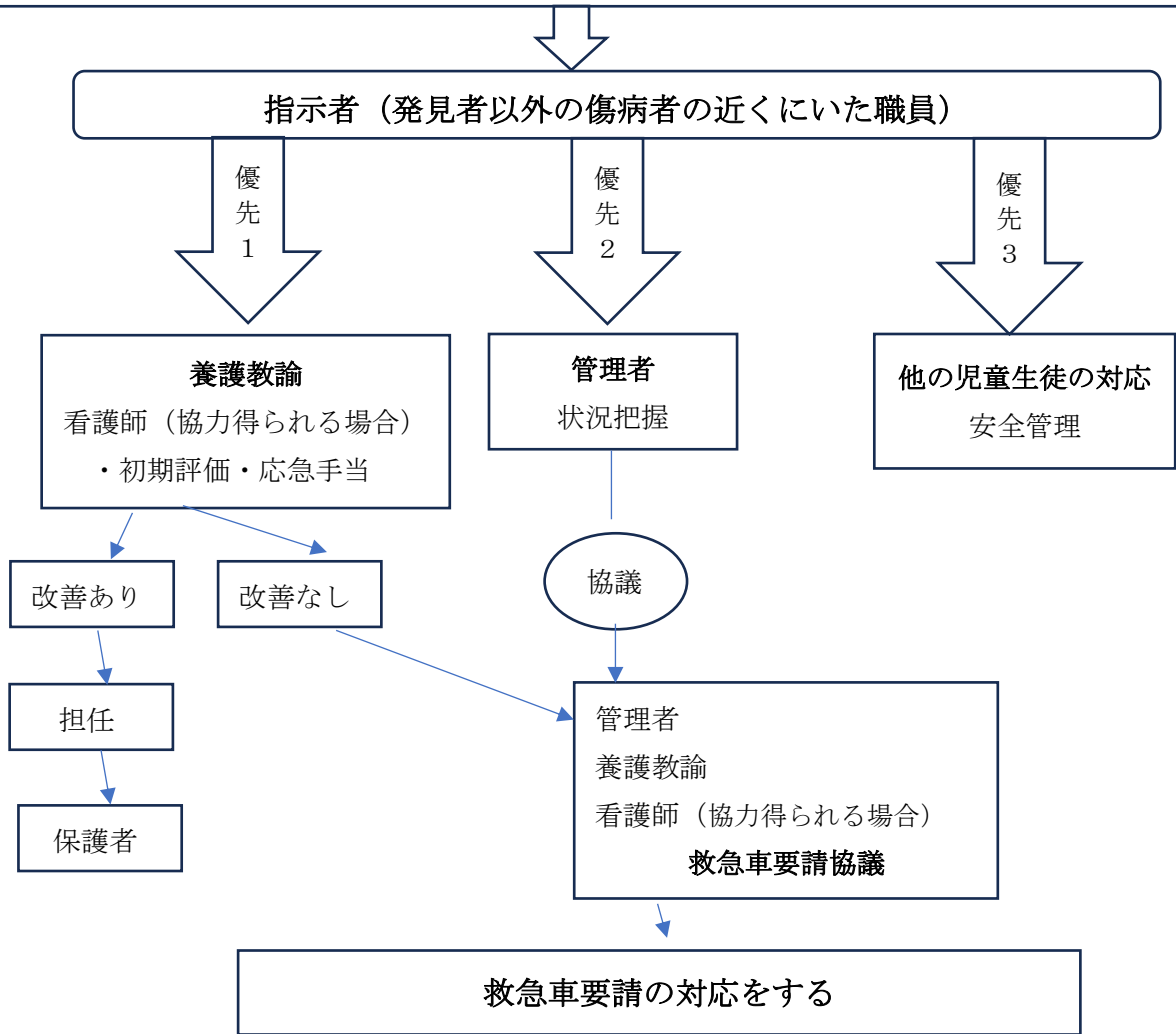 指示者（発見者以外の傷病者の近くにいた職員）
優先１
優先２
優先３
養護教諭
看護師（協力得られる場合）
・初期評価・応急手当
管理者
状況把握
他の児童生徒の対応
安全管理
改善あり
改善なし
協議
担任
保護者
管理者
養護教諭
看護師（協力得られる場合）
救急車要請協議
救急車要請の対応をする